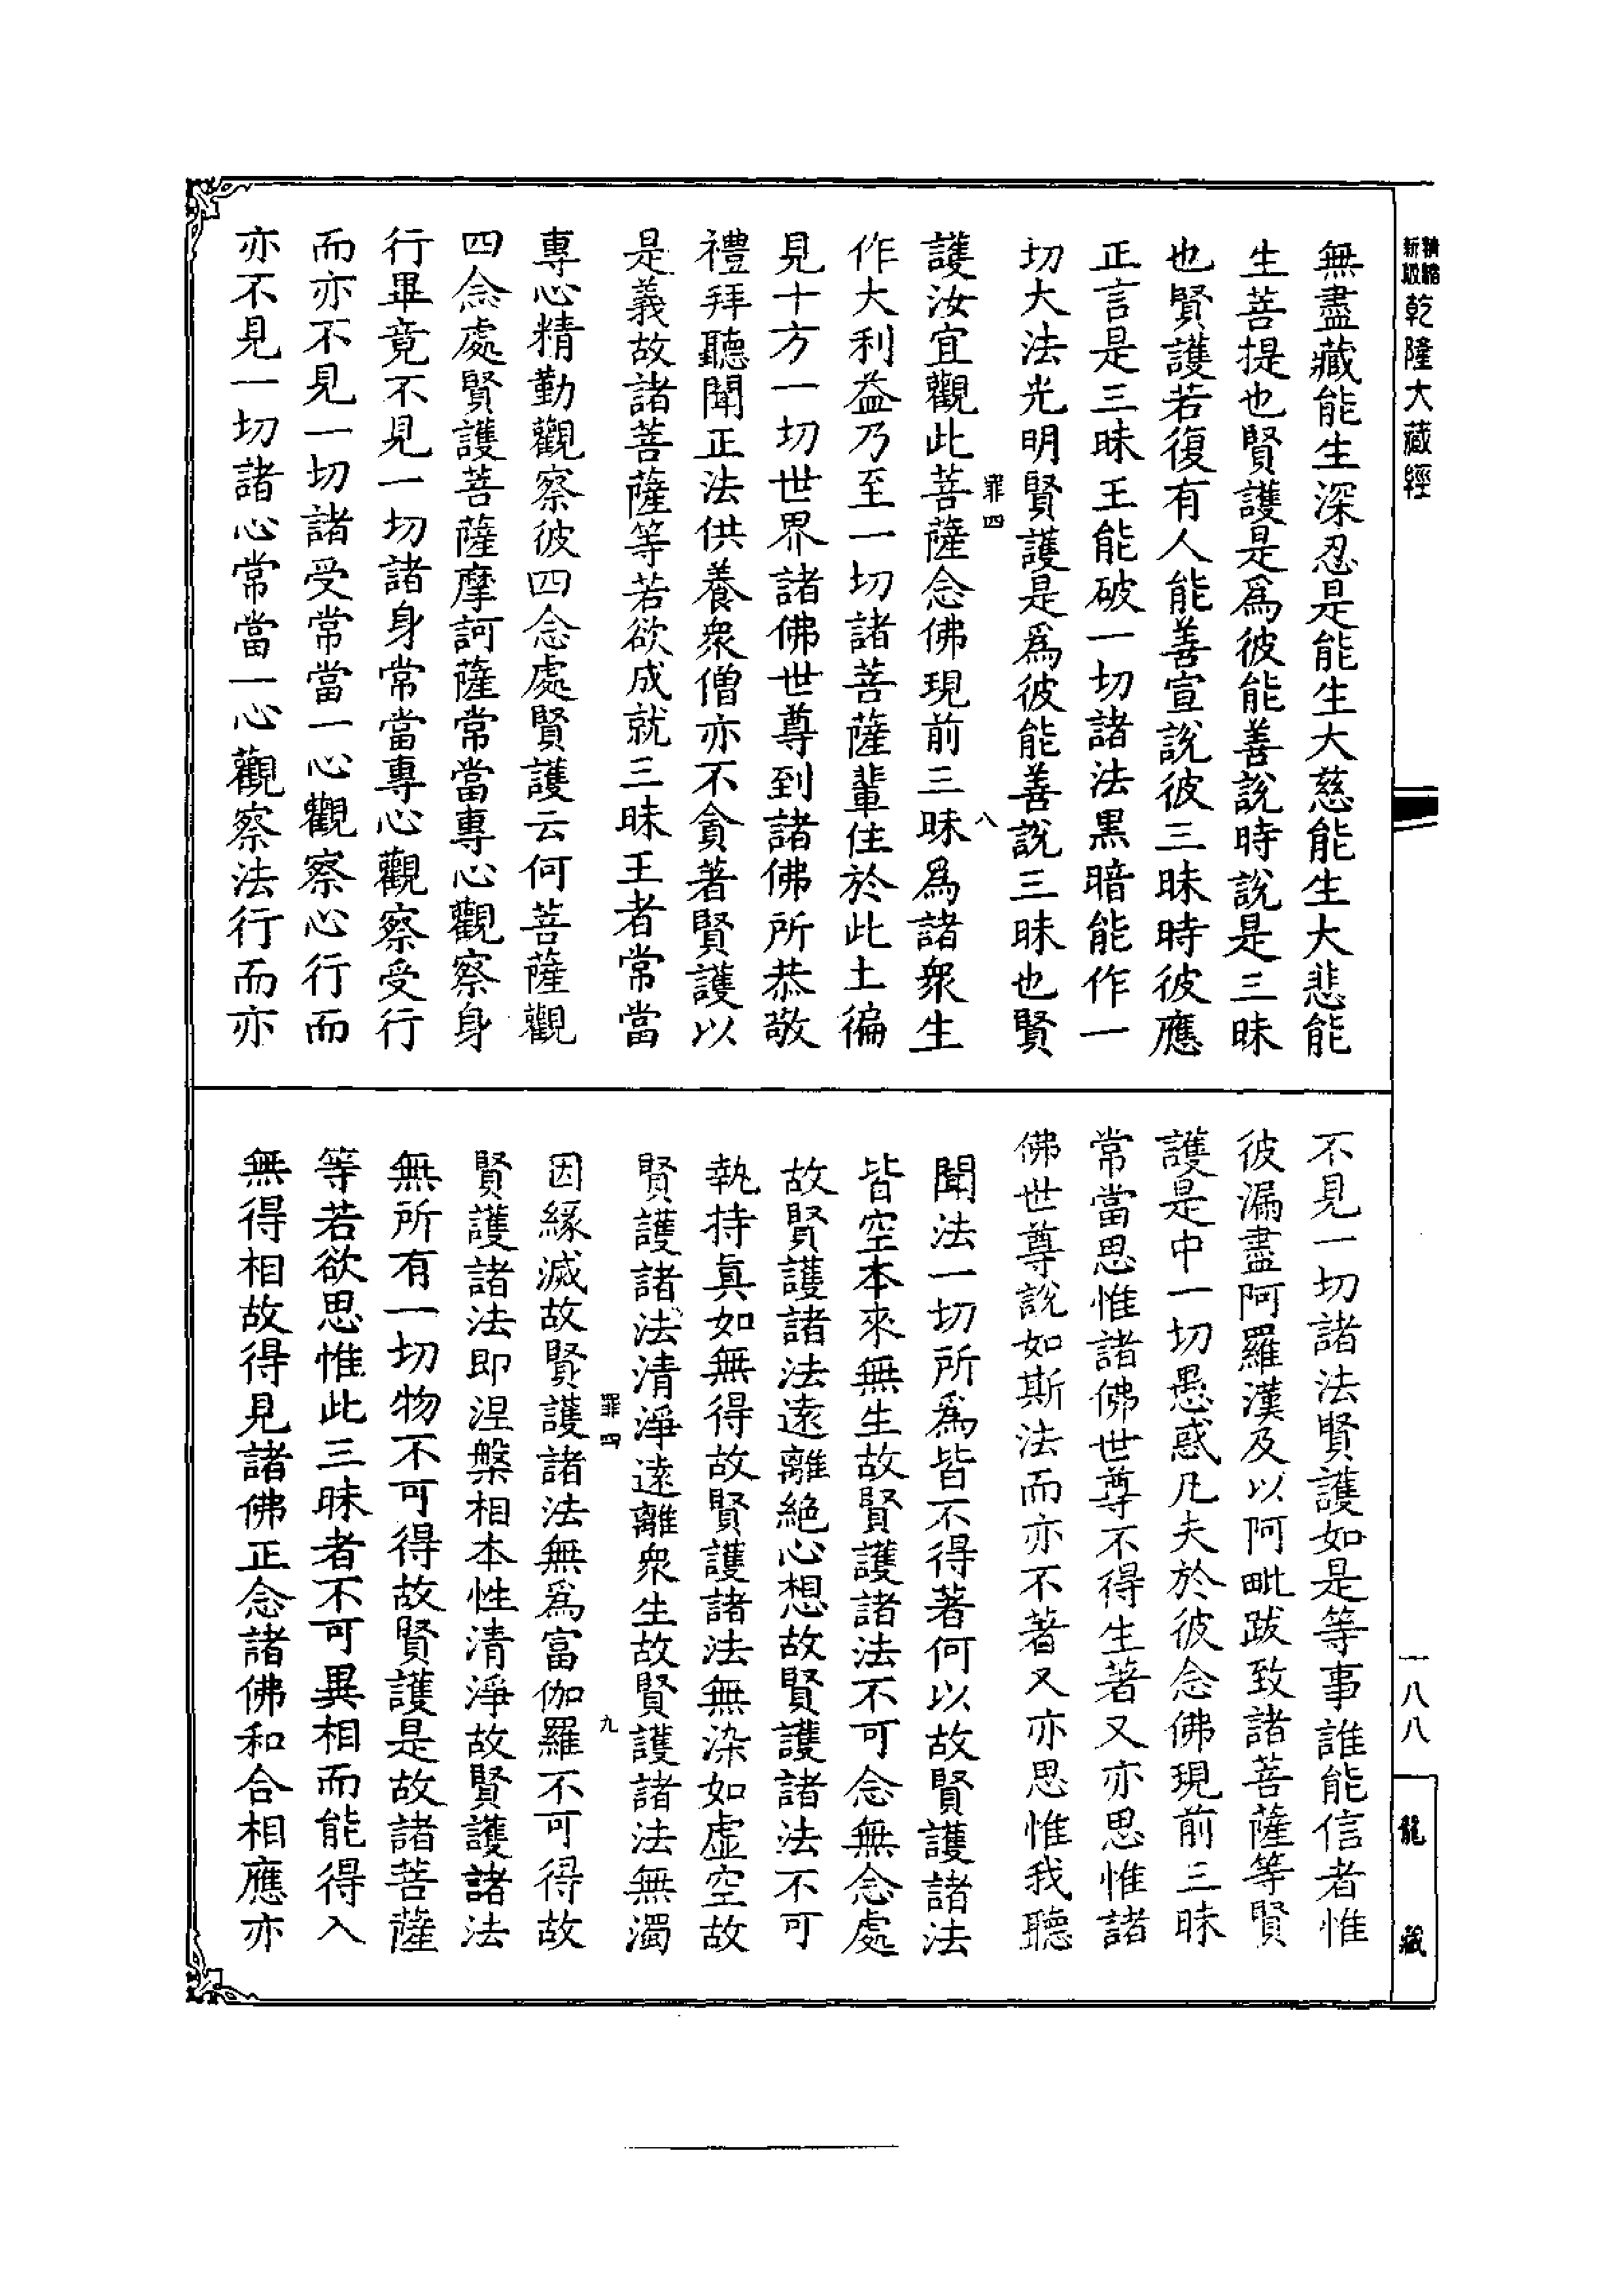 乾隆大藏經
無盡藏能生深忍是能生大慈能生大悲能
生菩提也賢護是爲彼能善說時說是三昧
也賢護若復有人能善宣說彼三昧時彼應
正言是三昧王能破一切諸法黑暗能作一
切大法光明賢護是爲彼能善說三昧也賢
罪四
八
護汝宜觀此菩薩念佛現前三昧爲諸衆生
作大利益乃至一切諸菩薩輩住於此土徧
見十方一切世界諸佛世尊到諸佛所恭敬
禮拜聽聞正法供養衆僧亦不貪著賢護以
是義故諸菩薩等若欲成就三昧王者常當
專心精勤觀察彼四念處賢護云何菩薩觀
四念處賢護菩薩摩訶薩常當專心觀察身
行畢竟不見一切諸身常當專心觀察受行
而亦不見一切諸受常當一心觀察心行而
亦不見一切諸心常當一心觀察法行而亦
不見一切諸法賢護如是等事誰能信者惟
彼漏盡阿羅漢及以阿毗跋致諸菩薩等賢
護是中一切愚惑凡夫於彼念佛現前三昧
常當思惟諸佛世尊不得生著又亦思惟諸
佛世尊說如斯法而亦不著又亦思惟我聽
聞法一切所爲皆不得著何以故賢護諸法
皆空本來無生故賢護諸法不可念無念處
故賢護諸法遠離絶心想故賢護諸法不可
執持眞如無得故賢護諸法無染如虛空故
賢護諸法清淨遠離衆生故賢護諸法無濁
罪四
九
因緣滅故賢護諸法無爲富伽羅不可得故
賢護諸法即涅槃相本性清淨故賢護諸法
無所有一切物不可得故賢護是故諸菩薩
等若欲思惟此三昧者不可異相而能得入
無得相故得見諸佛正念諸佛和合相應亦
一八八
龍藏